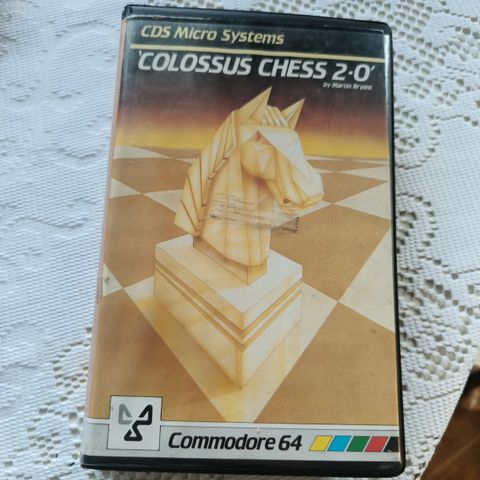 CDS Micro Systems
'COLOSSUS CHESS 2·0'
by Martin Bryant
Commodore 64